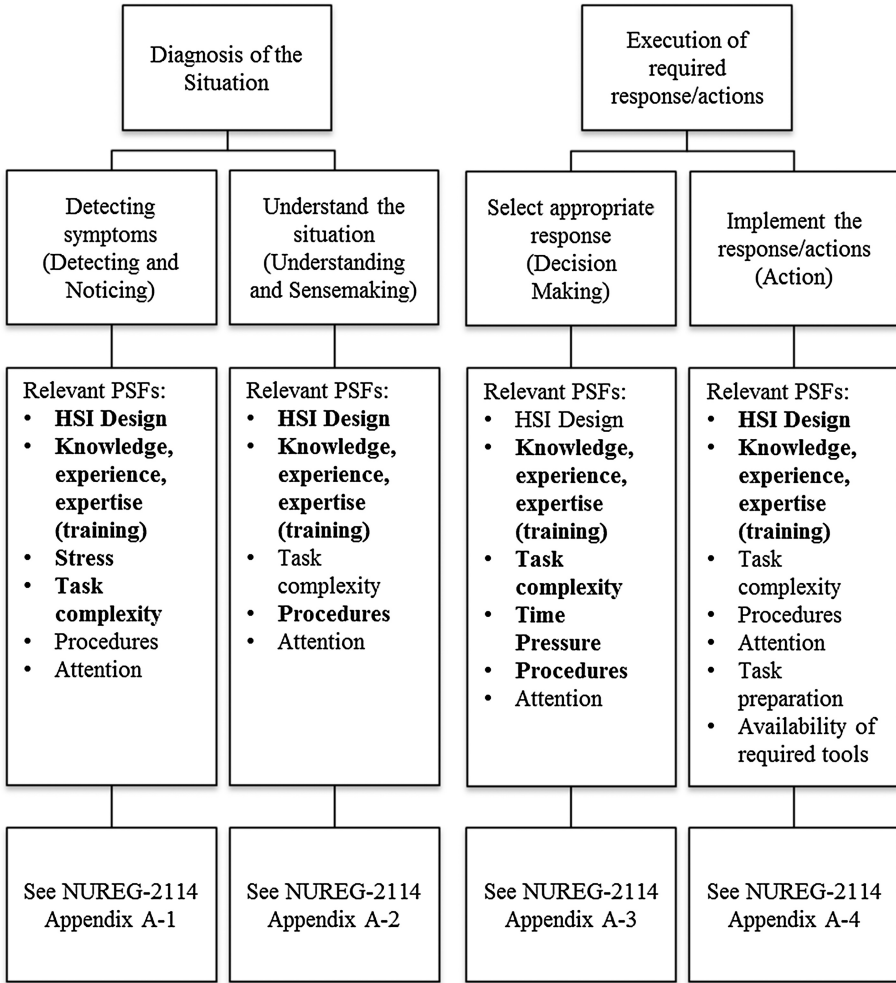 Diagnosis of the
Situation
Execution of
required
response/actions
Detecting
symptoms
(Detecting and
Noticing)
Understand the
situation
(Understanding
and Sensemaking)
Select appropriate
response
(Decision
Making)
Implement the
response/actions
(Action)
Relevant PSFs:
• HSI Design
• Knowledge,
experience,
expertise
(training)
• Stress
• Task
complexity
• Procedures
• Attention
Relevant PSFs:
• HSI Design
• Knowledge,
experience,
expertise
(training)
• Task
complexity
• Procedures
• Attention
Relevant PSFs:
• HSI Design
• Knowledge,
experience,
expertise
(training)
• Task
complexity
• Time
Pressure
• Procedures
• Attention
Relevant PSFs:
• HSI Design
• Knowledge,
experience,
expertise
(training)
• Task
complexity
• Procedures
• Attention
• Task
preparation
• Availability of
required tools
See NUREG-2114
Appendix A-1
See NUREG-2114
Appendix A-2
See NUREG-2114
Appendix A-3
See NUREG-2114
Appendix A-4